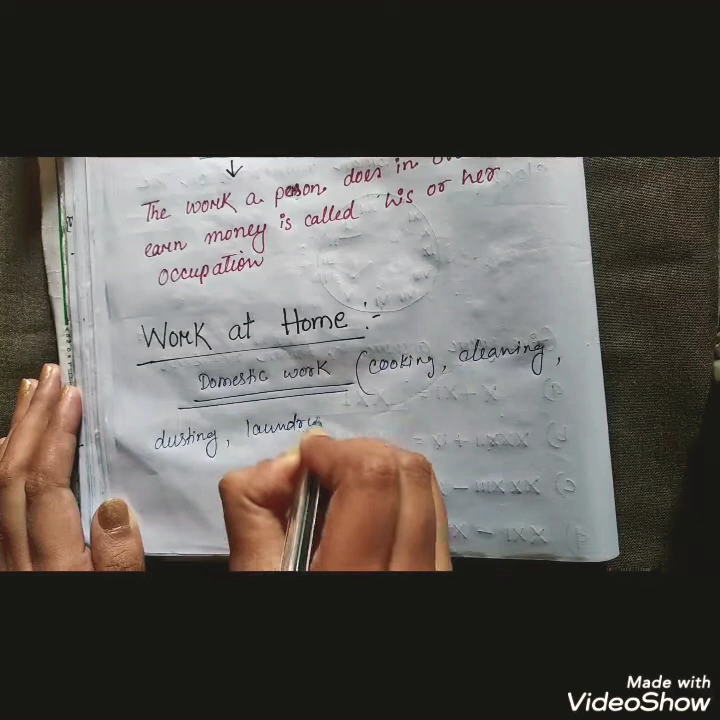 The work a person does in
earn money is called his or her
occupation
Work at Home :-
Domestic work (cooking, cleaning,
dusting, laundry
Made with
VideoShow